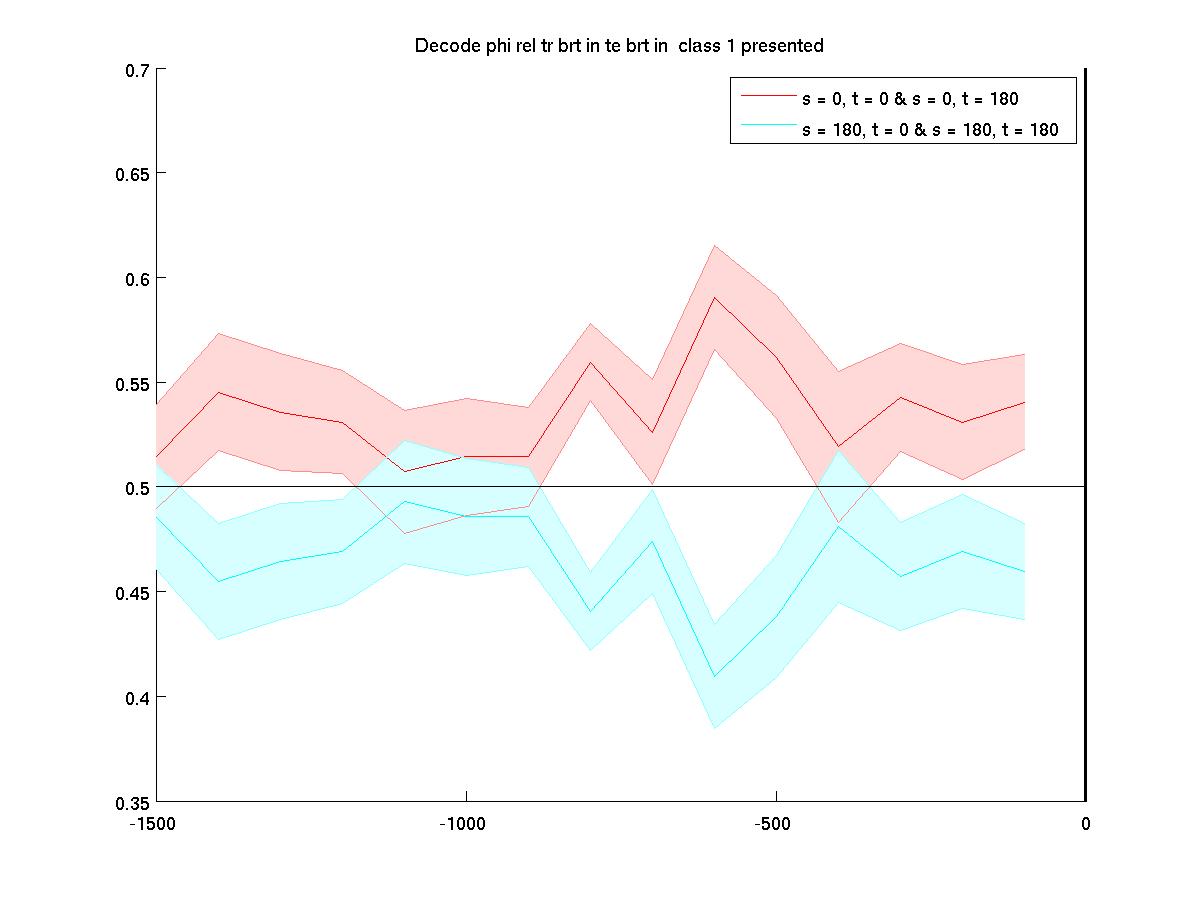 Decode phi rel tr brt in te brt in  class 1 presented
0.7
s = 0, t = 0 & s = 0, t = 180
s = 180, t = 0 & s = 180, t = 180
0.65
0.6
0.55
0.5
0.45
0.4
0.35
-1500 -1000 -500 0